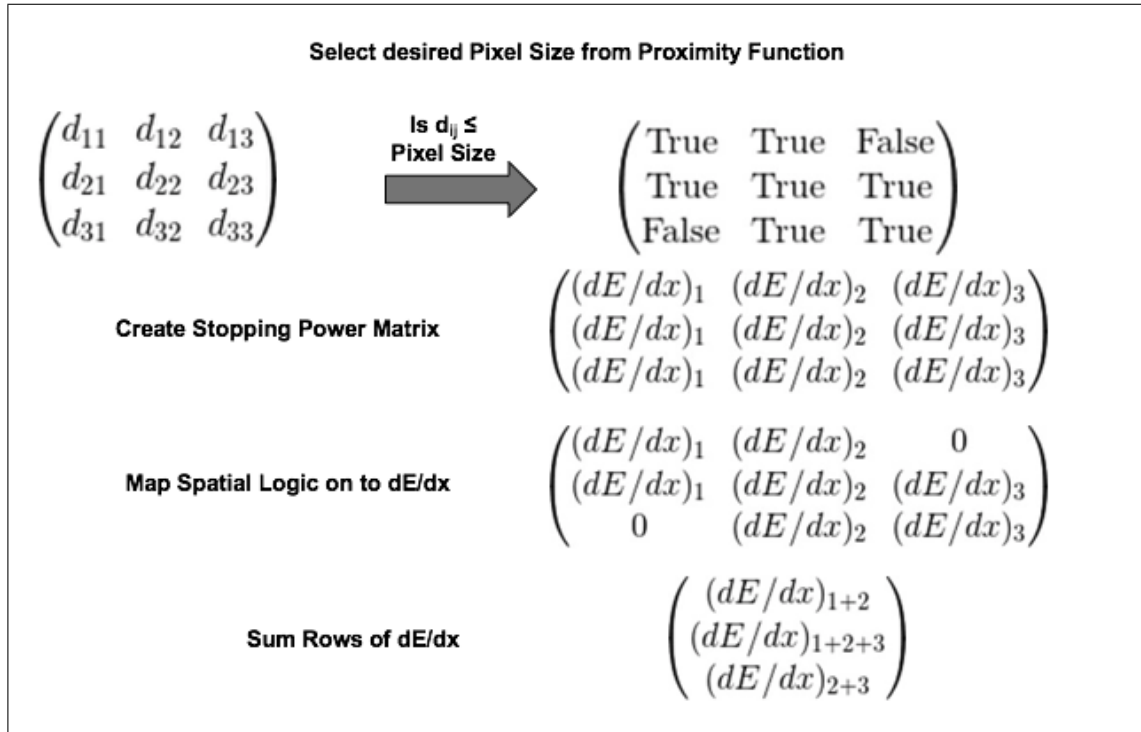 Select desired Pixel Size from Proximity Function
d11 d12 d13
d21 d22 d23
d31 d32 d33
Is dij ≤
Pixel Size
True True False
True True True
False True True
Create Stopping Power Matrix
(dE/dx)1 (dE/dx)2 (dE/dx)3
(dE/dx)1 (dE/dx)2 (dE/dx)3
(dE/dx)1 (dE/dx)2 (dE/dx)3
Map Spatial Logic on to dE/dx
(dE/dx)1 (dE/dx)2 0
(dE/dx)1 (dE/dx)2 (dE/dx)3
0 (dE/dx)2 (dE/dx)3
Sum Rows of dE/dx
(dE/dx)1+2
(dE/dx)1+2+3
(dE/dx)2+3